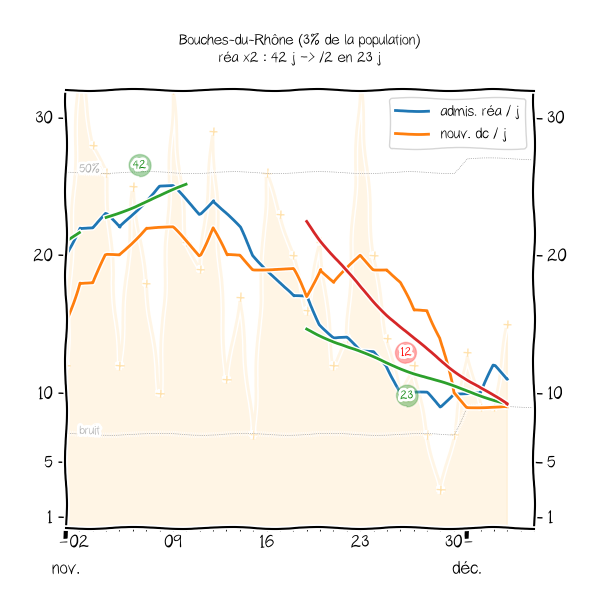 Bouches-du-Rhône (3% de la population)
réa x2 : 42 j -> /2 en 23 j
admis. réa / j
nouv. dc / j
30
30
50%
42
20
20
12
10
23
10
bruit
5
5
1
1
02
09
16
23
30
nov.
déc.